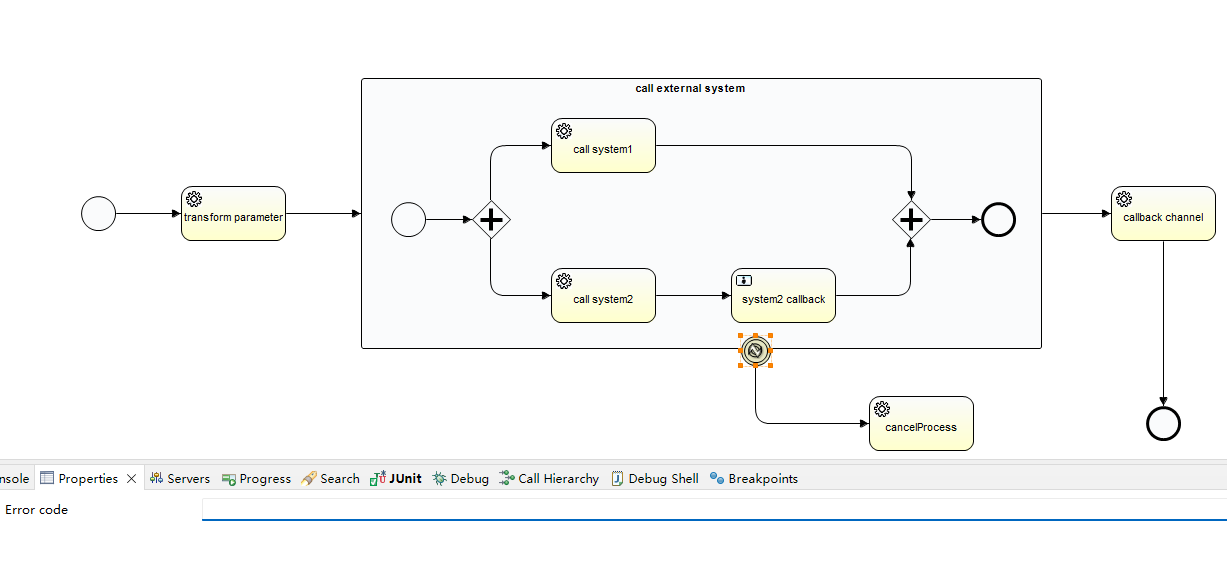 call external system
call system1
transform parameter
callback channel
call system2
system2 callback
cancelProcess
nsole Properties Servers Progress Search JUnit Debug Call Hierarchy Debug Shell Breakpoints
Error code